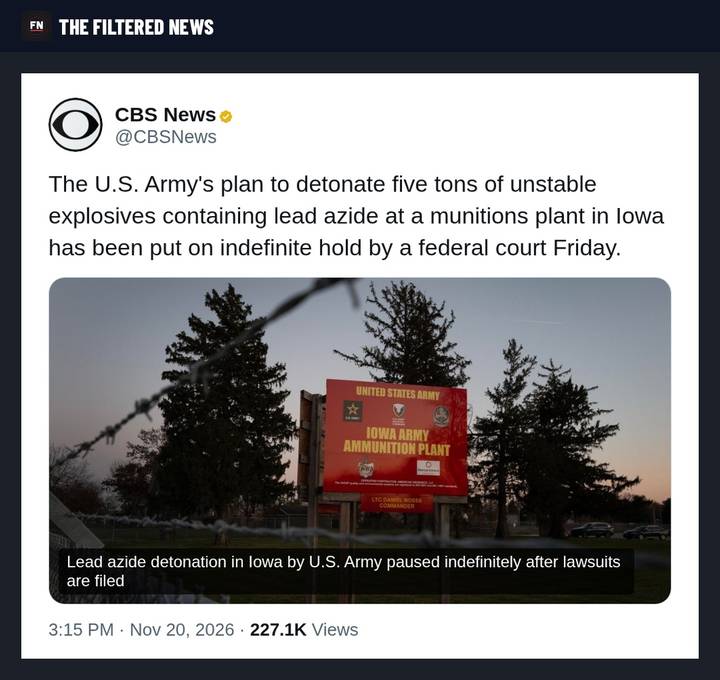 FN
THE FILTERED NEWS
CBS News
@CBSNews
The U.S. Army's plan to detonate five tons of unstable
explosives containing lead azide at a munitions plant in Iowa
has been put on indefinite hold by a federal court Friday.
UNITED STATES ARMY
IOWA ARMY
AMMUNITION PLANT
COMMANDER
Lead azide detonation in Iowa by U.S. Army paused indefinitely after lawsuits
are filed
3:15 PM · Nov 20, 2026 · 227.1K Views